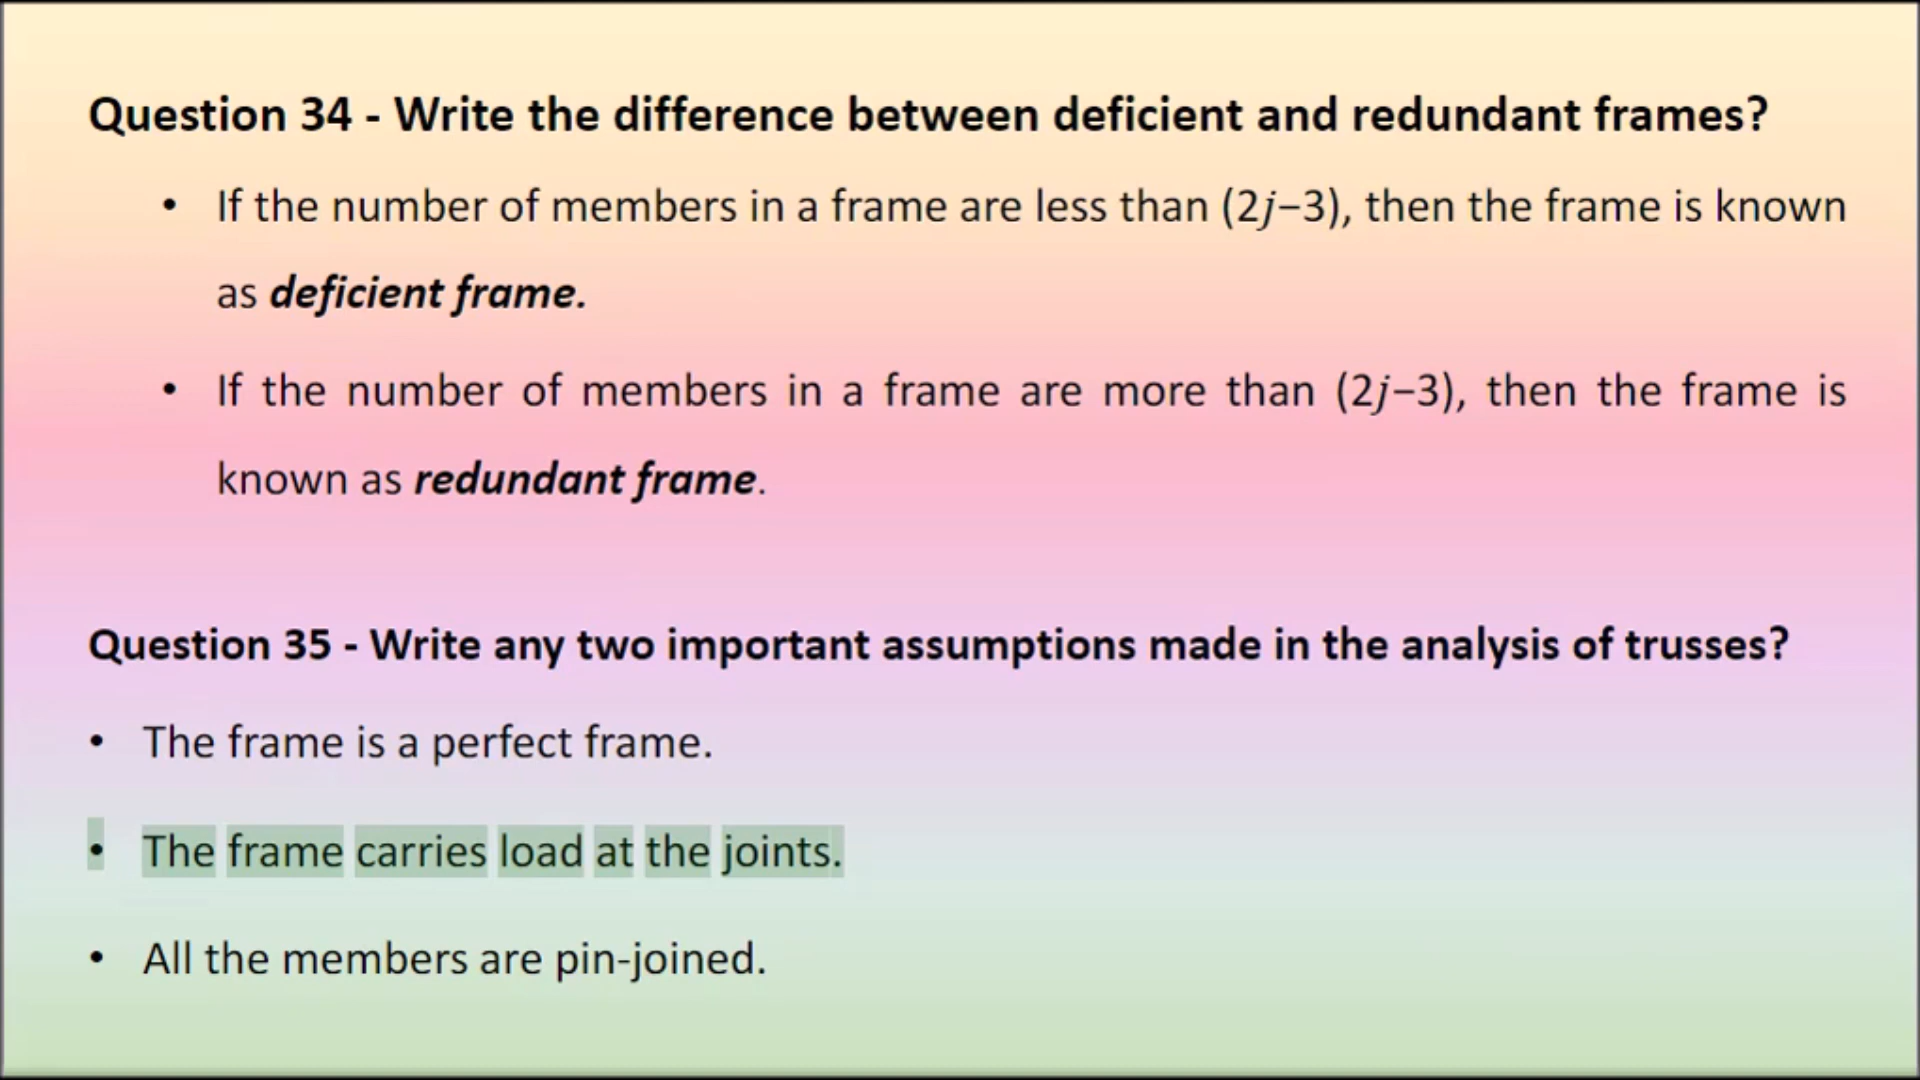 Question 34 - Write the difference between deficient and redundant frames?
• If the number of members in a frame are less than (2j−3), then the frame is known
as deficient frame.
• If the number of members in a frame are more than (2j−3), then the frame is
known as redundant frame.
Question 35 - Write any two important assumptions made in the analysis of trusses?
• The frame is a perfect frame.
• The frame carries load at the joints.
• All the members are pin-joined.